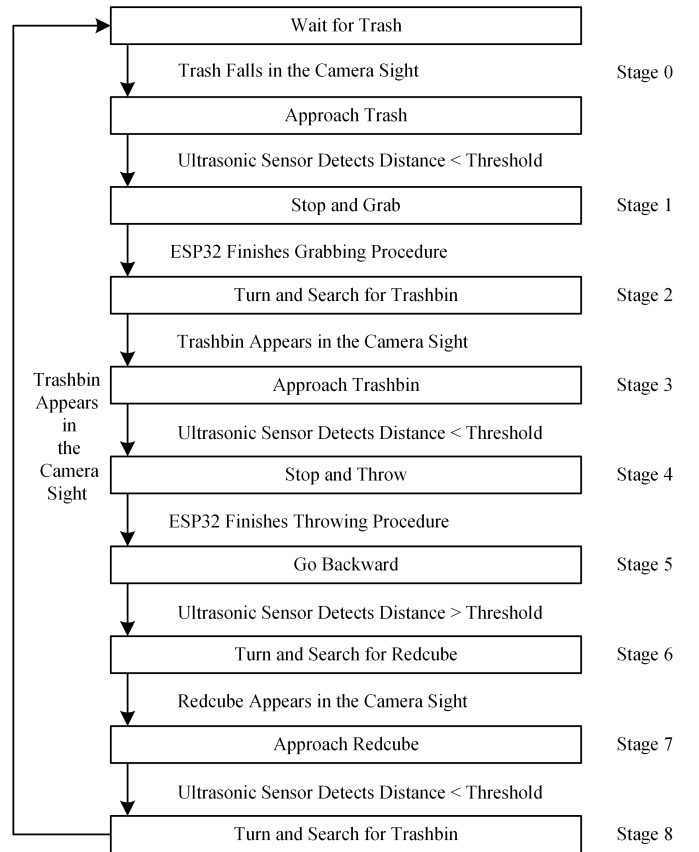 Wait for Trash
Trash Falls in the Camera Sight
Stage 0
Approach Trash
Ultrasonic Sensor Detects Distance < Threshold
Stop and Grab
Stage 1
ESP32 Finishes Grabbing Procedure
Turn and Search for Trashbin
Stage 2
Trashbin Appears in the Camera Sight
Approach Trashbin
Stage 3
Ultrasonic Sensor Detects Distance < Threshold
Stop and Throw
Stage 4
ESP32 Finishes Throwing Procedure
Go Backward
Stage 5
Ultrasonic Sensor Detects Distance > Threshold
Turn and Search for Redcube
Stage 6
Redcube Appears in the Camera Sight
Approach Redcube
Stage 7
Ultrasonic Sensor Detects Distance < Threshold
Turn and Search for Trashbin
Stage 8
Trashbin
Appears
in
the
Camera
Sight